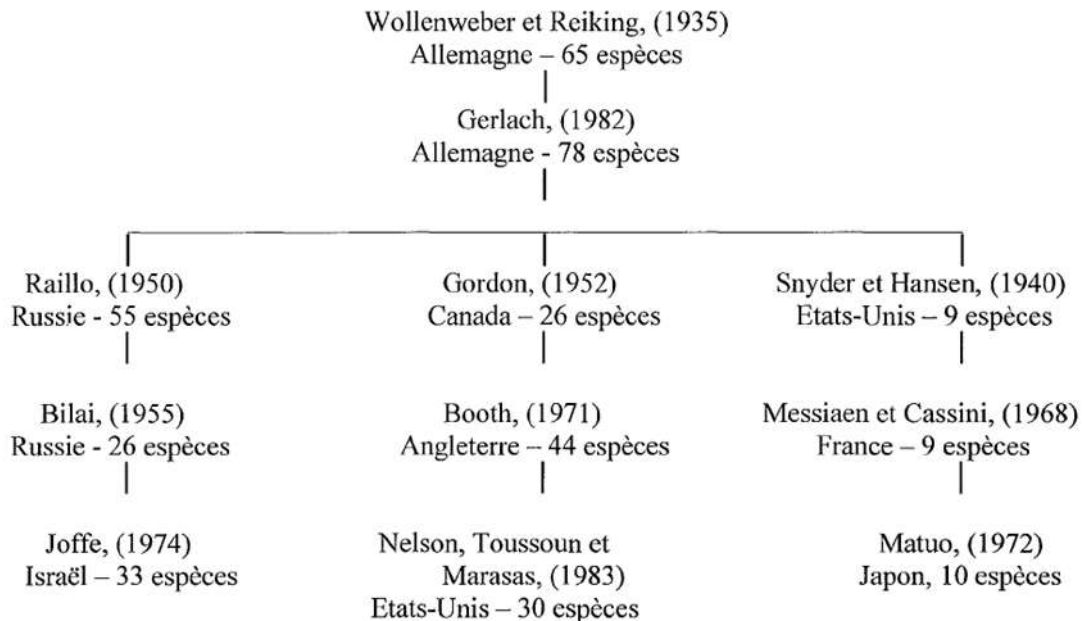 Wollenweber et Reiking, (1935)
Allemagne – 65 espèces
Gerlach, (1982)
Allemagne - 78 espèces
Raillo, (1950)
Russie - 55 espèces
Gordon, (1952)
Canada – 26 espèces
Snyder et Hansen, (1940)
Etats-Unis – 9 espèces
Bilai, (1955)
Russie - 26 espèces
Booth, (1971)
Angleterre – 44 espèces
Messiaen et Cassini, (1968)
France – 9 espèces
Joffe, (1974)
Israël – 33 espèces
Nelson, Toussoun et
Marasas, (1983)
Etats-Unis – 30 espèces
Matuo, (1972)
Japon, 10 espèces